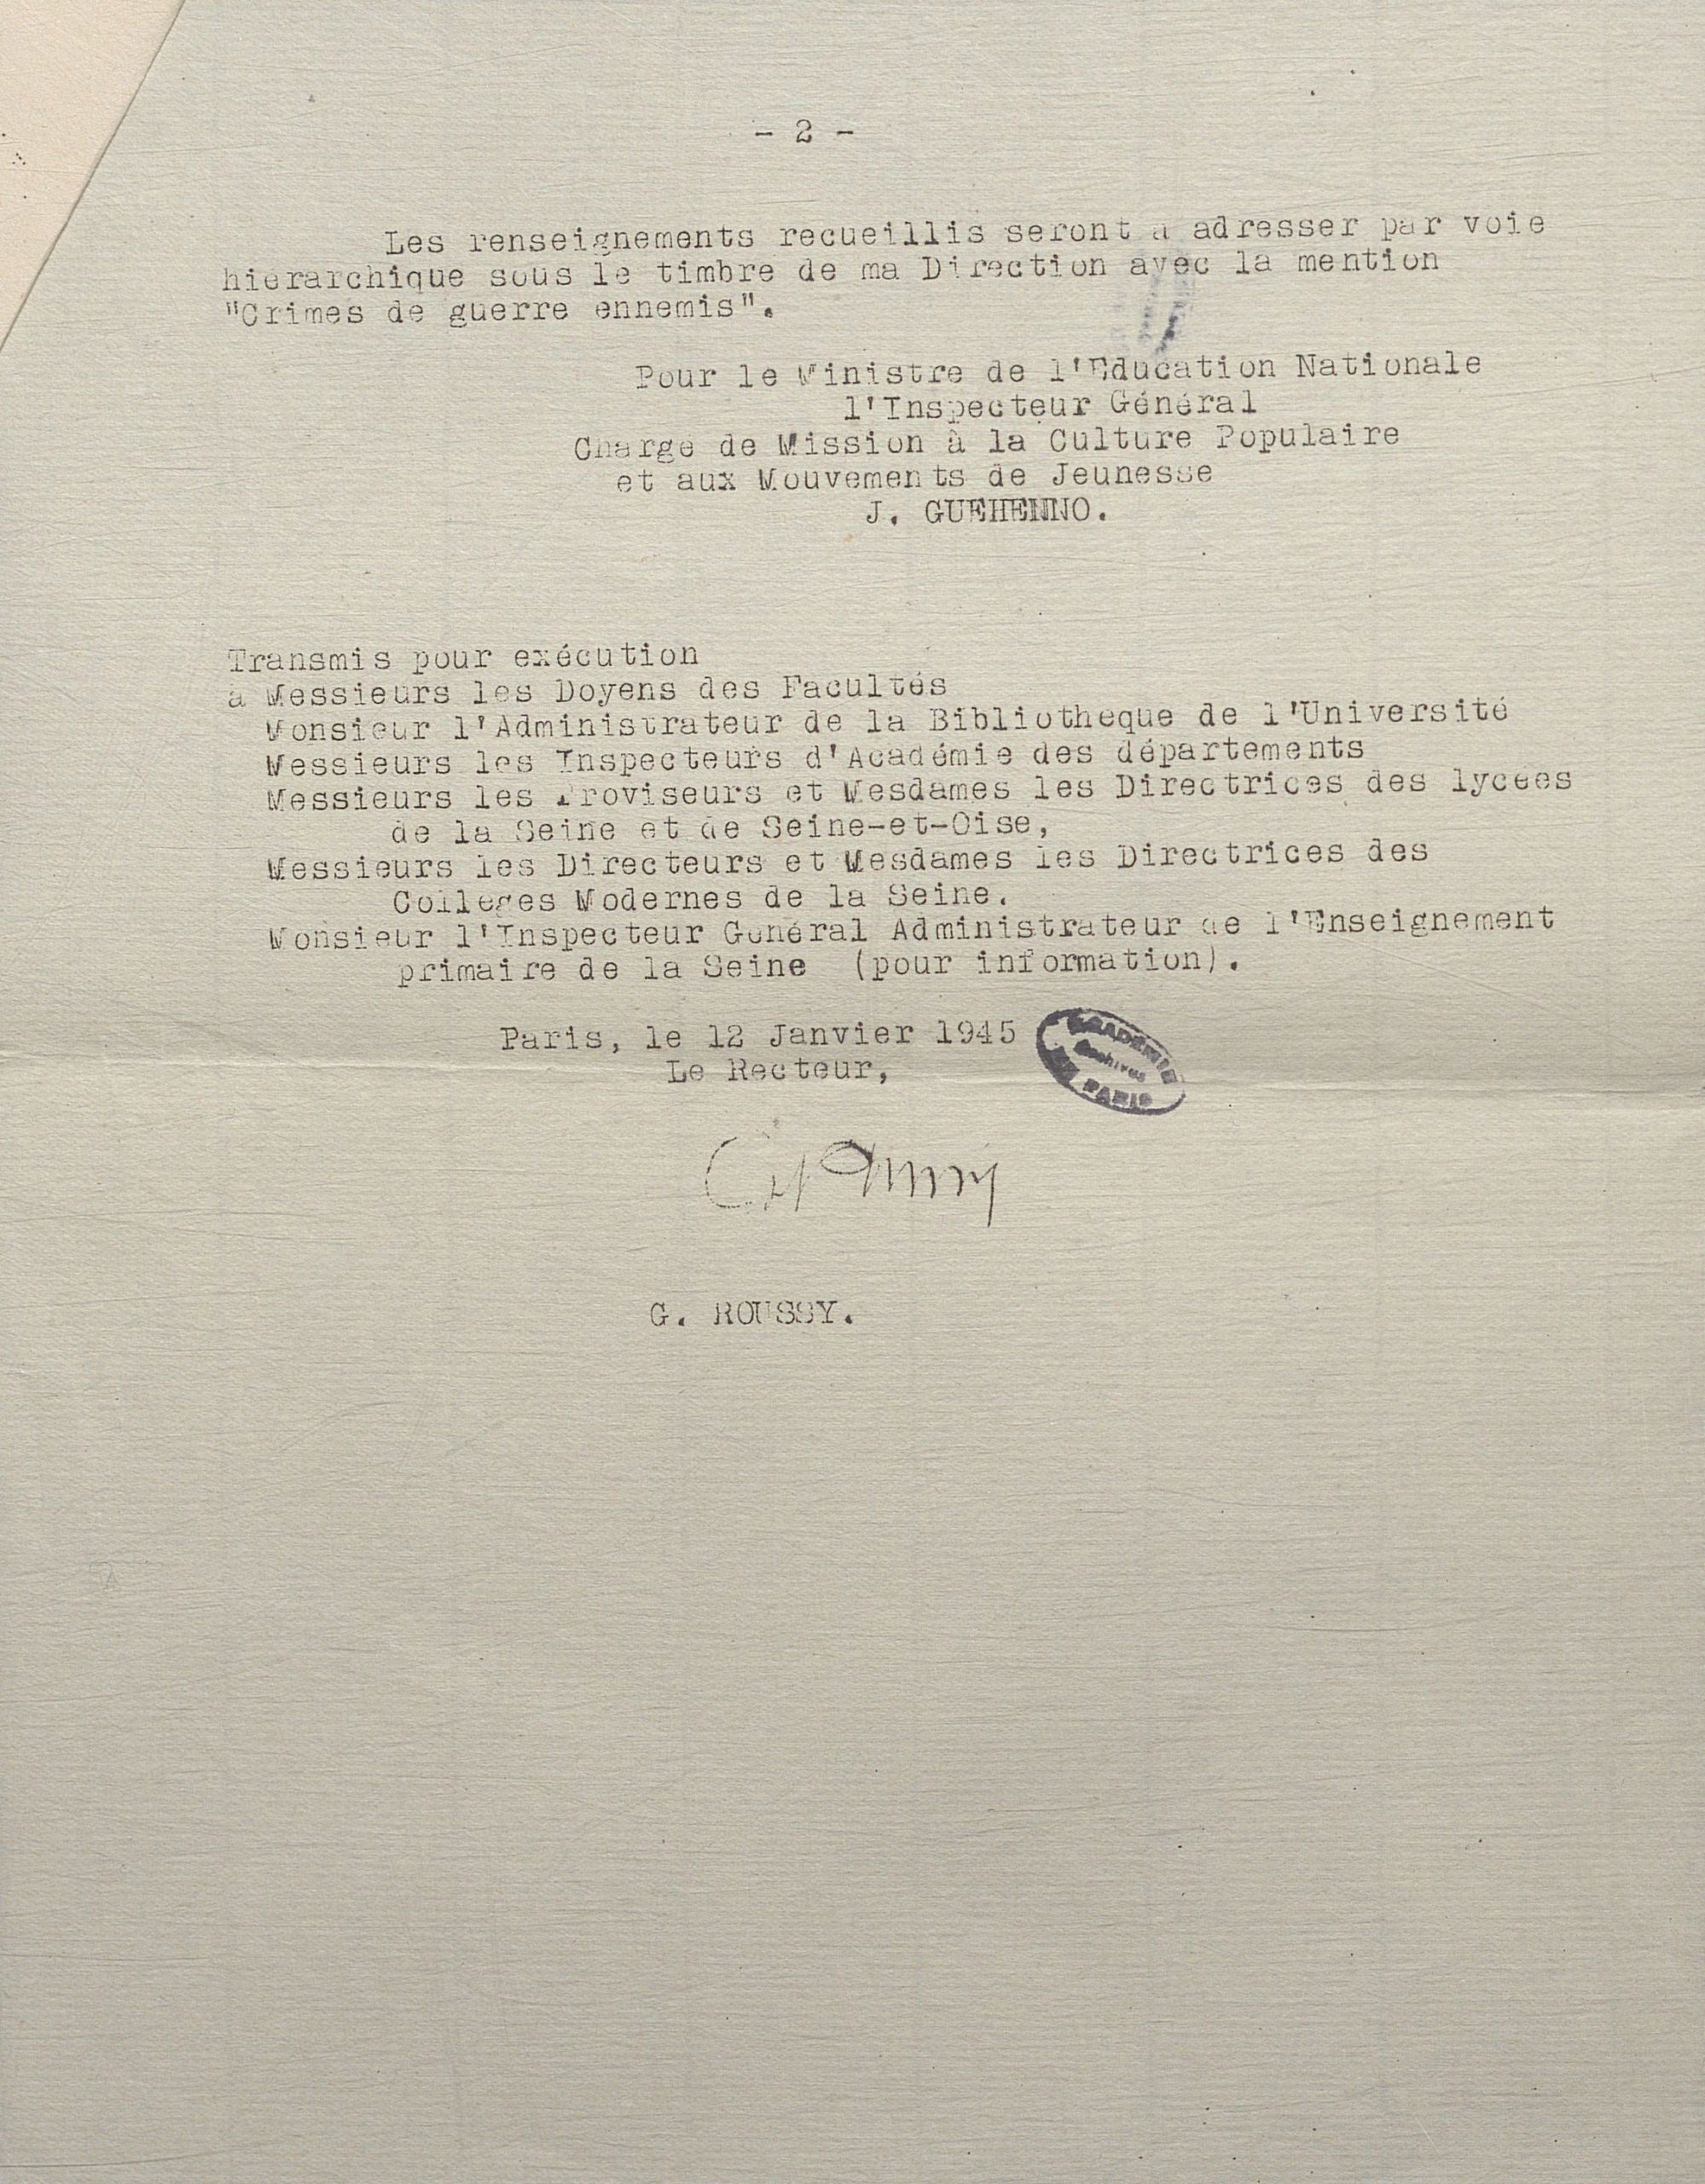 - 2 -
Les renseignements recueillis seront à adresser par voie
hiérarchique sous le timbre de ma Direction avec la mention
"Crimes de guerre ennemis".
Pour le Ministre de l'Education Nationale
l'Inspecteur Général
Chargé de Mission à la Culture Populaire
et aux Mouvements de Jeunesse
J. GUEHENNO.
Transmis pour exécution
à Messieurs les Doyens des Facultés
Monsieur l'Administrateur de la Bibliothèque de l'Université
Messieurs les Inspecteurs d'Académie des départements
Messieurs les Proviseurs et Mesdames les Directrices des lycées
de la Seine et de Seine-et-Oise,
Messieurs les Directeurs et Mesdames les Directrices des
Collèges Modernes de la Seine.
Monsieur l'Inspecteur Général Administrateur de l'Enseignement
primaire de la Seine (pour information).
Paris, le 12 Janvier 1945
Le Recteur,
ACADÉMIE
Archives
DE PARIS
G. ROUSSY.